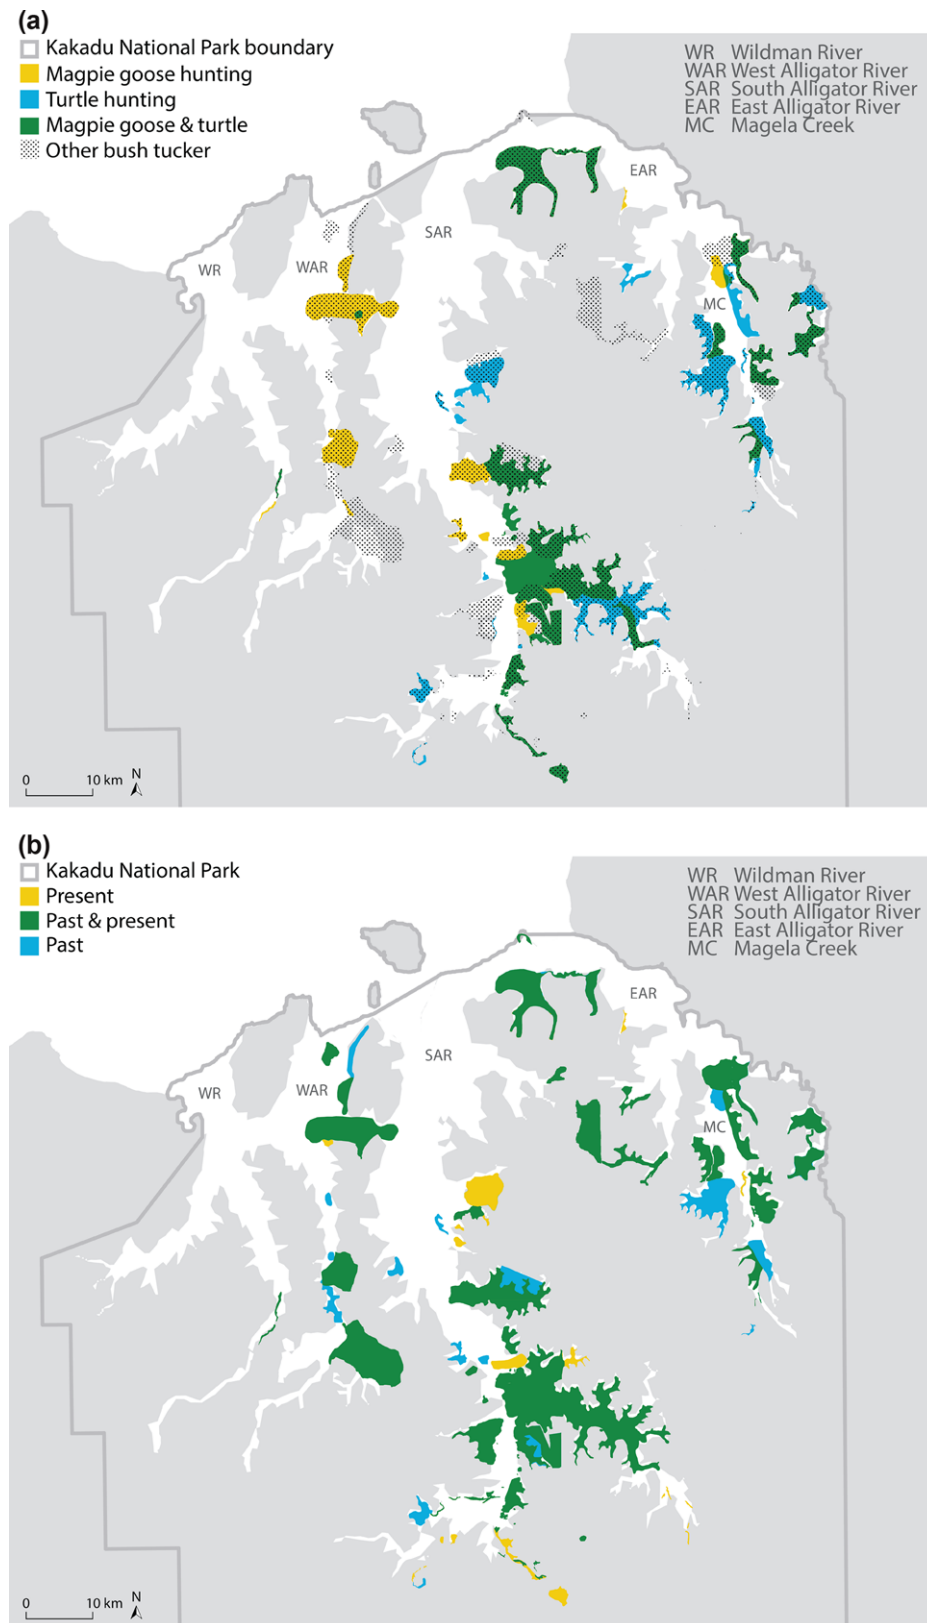 (a)
Kakadu National Park boundary
Magpie goose hunting
Turtle hunting
Magpie goose & turtle
Other bush tucker
WR Wildman River
WAR West Alligator River
SAR South Alligator River
EAR East Alligator River
MC Magela Creek
EAR
SAR
WR
WAR
MC
0 10 km N
(b)
Kakadu National Park
Present
Past & present
Past
WR Wildman River
WAR West Alligator River
SAR South Alligator River
EAR East Alligator River
MC Magela Creek
EAR
SAR
WR
WAR
MC
0 10 km N